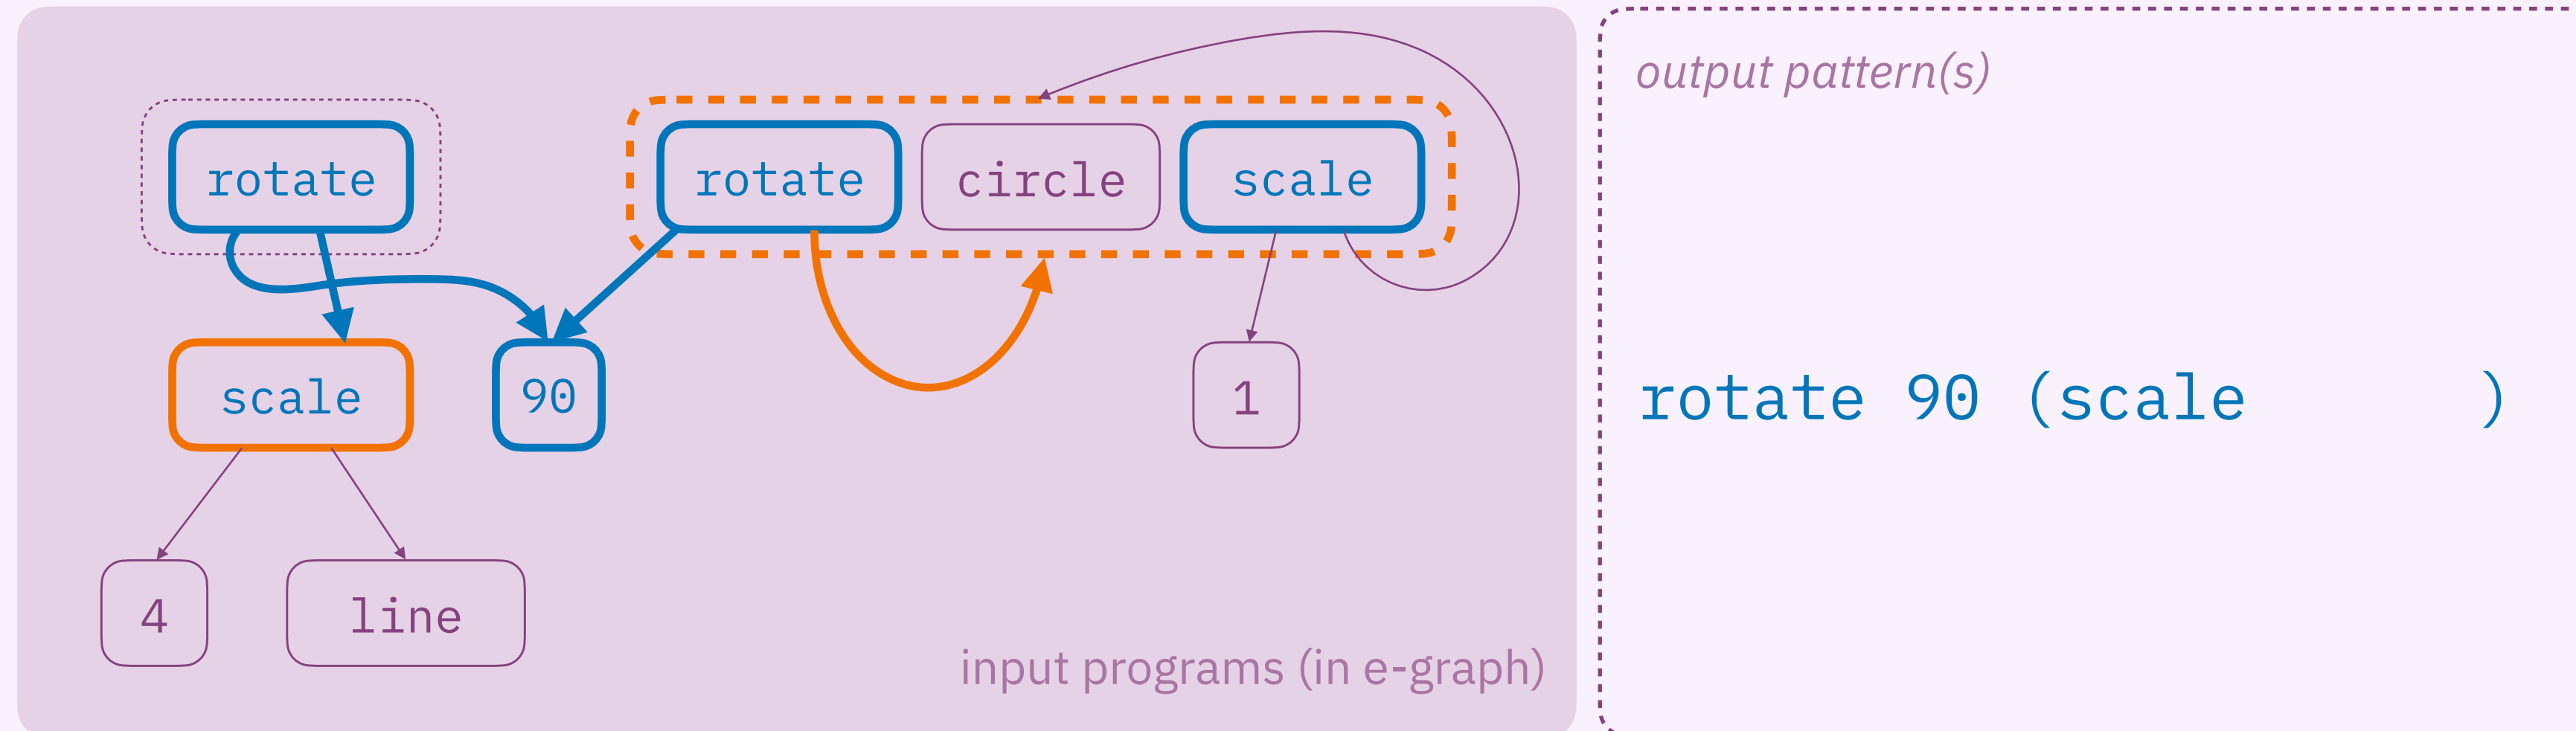 output pattern(s)
rotate
rotate circle scale
scale 90 1
rotate 90 (scale )
4 line
input programs (in e-graph)